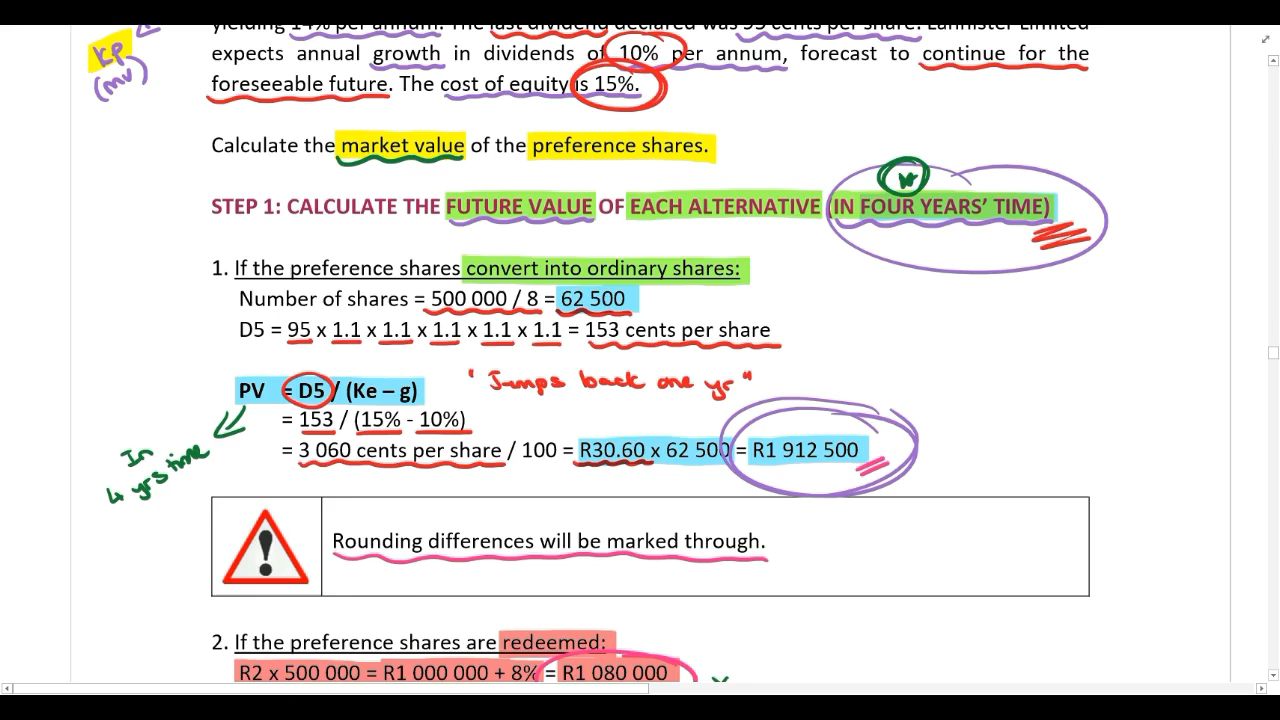 yielding 14% per annum. The last dividend declared was 95 cents per share. Lannister Limited
expects annual growth in dividends of 10% per annum, forecast to continue for the
foreseeable future. The cost of equity is 15%.
kp
(mv)
Calculate the market value of the preference shares.
STEP 1: CALCULATE THE FUTURE VALUE OF EACH ALTERNATIVE (IN FOUR YEARS' TIME)
1. If the preference shares convert into ordinary shares:
Number of shares = 500 000 / 8 = 62 500
D5 = 95 x 1.1 x 1.1 x 1.1 x 1.1 x 1.1 = 153 cents per share
PV = D5 / (Ke – g)
"Jumps back one yr"
= 153 / (15% - 10%)
= 3 060 cents per share / 100 = R30.60 x 62 500 = R1 912 500
In
4 yrs time
Rounding differences will be marked through.
2. If the preference shares are redeemed:
R2 x 500 000 = R1 000 000 + 8% = R1 080 000